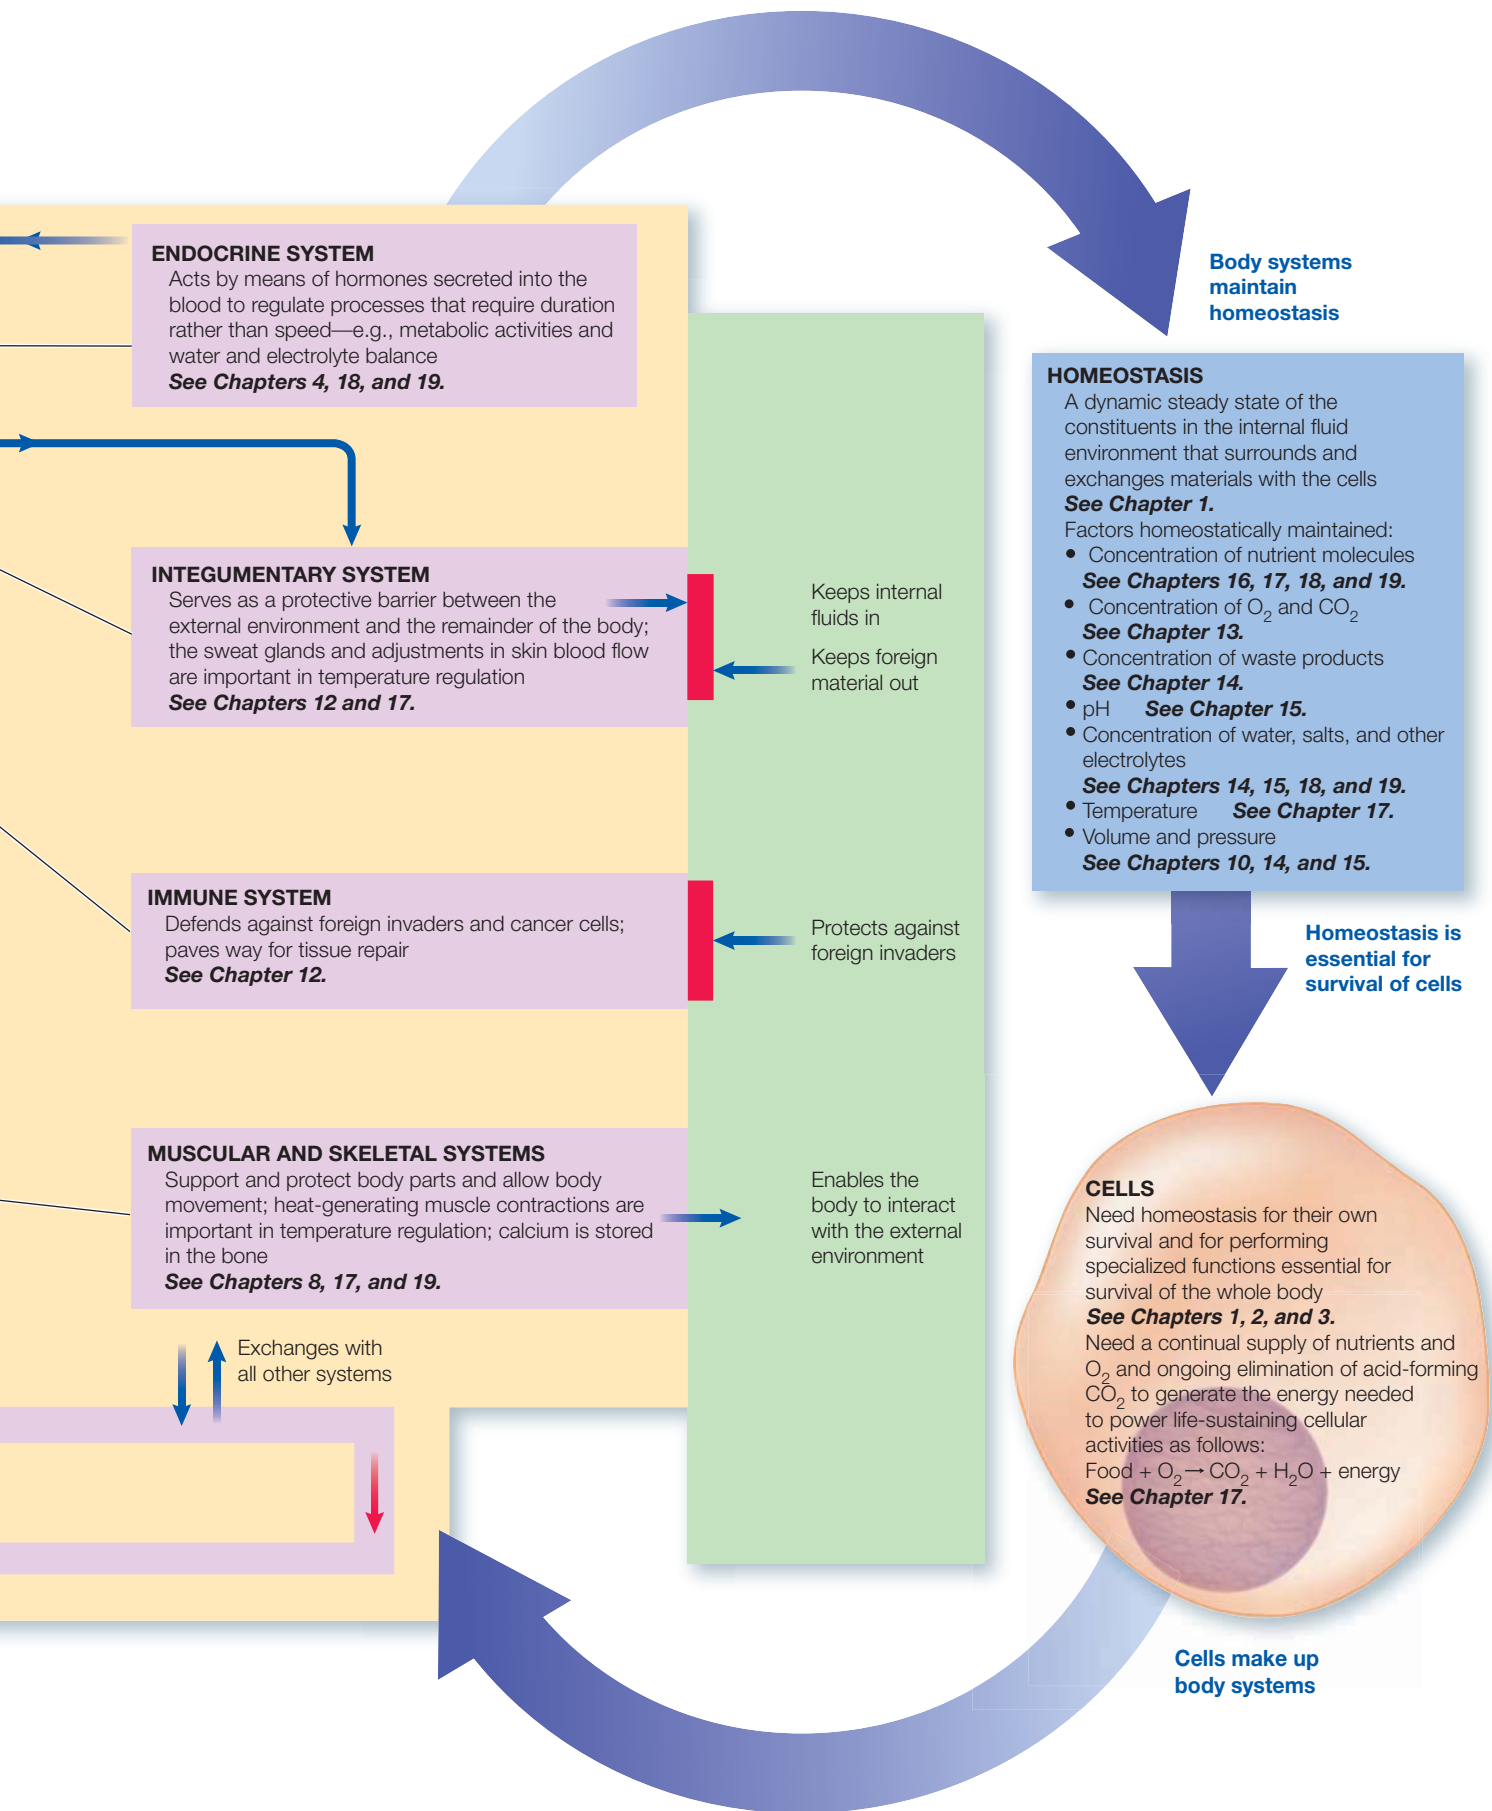 ENDOCRINE SYSTEM
Acts by means of hormones secreted into the
blood to regulate processes that require duration
rather than speed—e.g., metabolic activities and
water and electrolyte balance
See Chapters 4, 18, and 19.
INTEGUMENTARY SYSTEM
Serves as a protective barrier between the
external environment and the remainder of the body;
the sweat glands and adjustments in skin blood flow
are important in temperature regulation
See Chapters 12 and 17.
Keeps internal
fluids in
Keeps foreign
material out
IMMUNE SYSTEM
Defends against foreign invaders and cancer cells;
paves way for tissue repair
See Chapter 12.
Protects against
foreign invaders
MUSCULAR AND SKELETAL SYSTEMS
Support and protect body parts and allow body
movement; heat-generating muscle contractions are
important in temperature regulation; calcium is stored
in the bone
See Chapters 8, 17, and 19.
Enables the
body to interact
with the external
environment
Exchanges with
all other systems
Body systems
maintain
homeostasis
HOMEOSTASIS
A dynamic steady state of the
constituents in the internal fluid
environment that surrounds and
exchanges materials with the cells
See Chapter 1.
Factors homeostatically maintained:
• Concentration of nutrient molecules
See Chapters 16, 17, 18, and 19.
• Concentration of O₂ and CO₂
See Chapter 13.
• Concentration of waste products
See Chapter 14.
• pH See Chapter 15.
• Concentration of water, salts, and other
electrolytes
See Chapters 14, 15, 18, and 19.
• Temperature See Chapter 17.
• Volume and pressure
See Chapters 10, 14, and 15.
Homeostasis is
essential for
survival of cells
CELLS
Need homeostasis for their own
survival and for performing
specialized functions essential for
survival of the whole body
See Chapters 1, 2, and 3.
Need a continual supply of nutrients and
O₂ and ongoing elimination of acid-forming
CO₂ to generate the energy needed
to power life-sustaining cellular
activities as follows:
Food + O₂ → CO₂ + H₂O + energy
See Chapter 17.
Cells make up
body systems